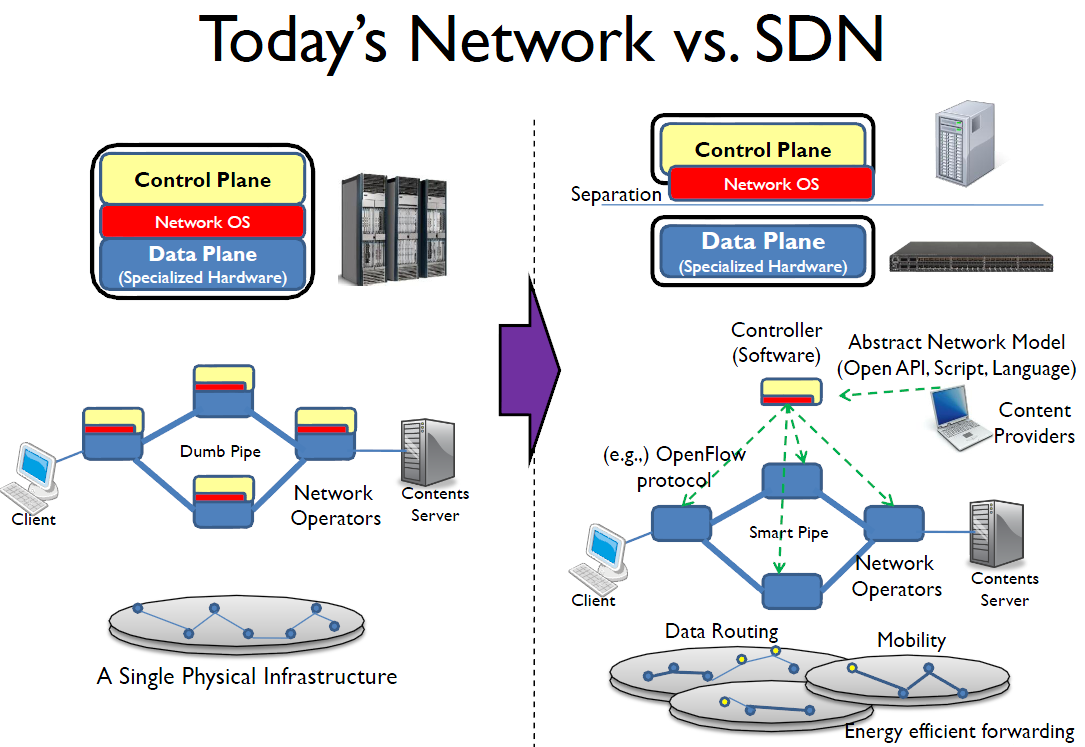 Today's Network vs. SDN
Control Plane
Network OS
Data Plane
(Specialized Hardware)
Dumb Pipe
Client
Network
Operators
Contents
Server
A Single Physical Infrastructure
Control Plane
Network OS
Separation
Data Plane
(Specialized Hardware)
Controller
(Software)
Abstract Network Model
(Open API, Script, Language)
Content
Providers
(e.g.,) OpenFlow
protocol
Smart Pipe
Client
Network
Operators
Contents
Server
Data Routing
Mobility
Energy efficient forwarding